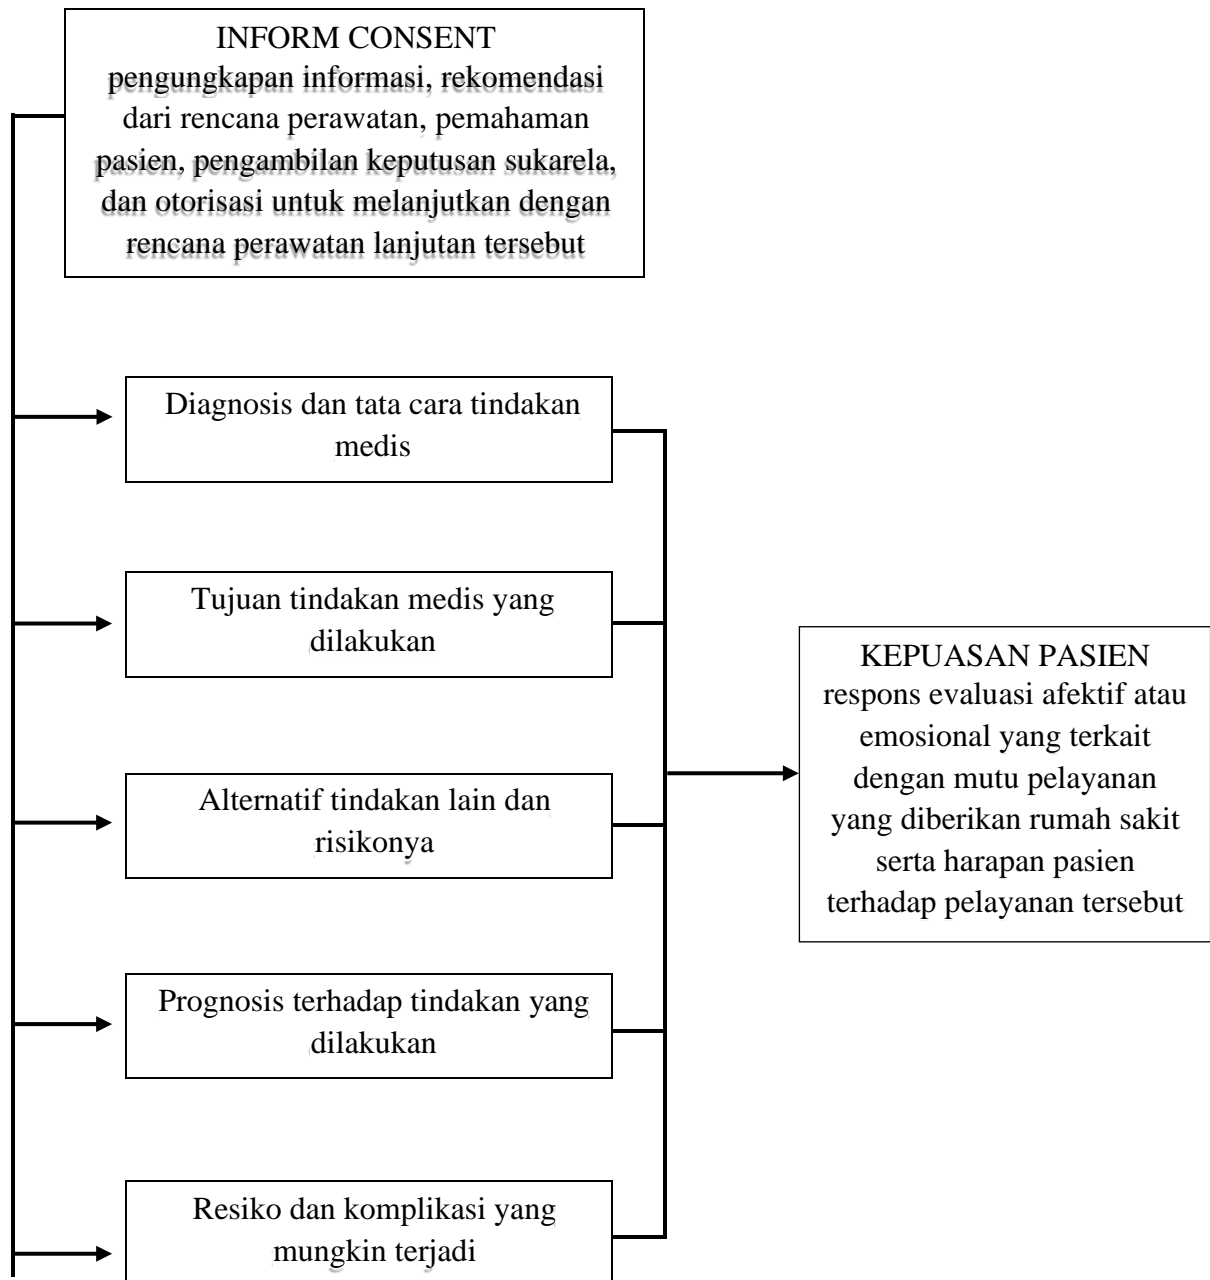 INFORM CONSENT
pengungkapan informasi, rekomendasi
dari rencana perawatan, pemahaman
pasien, pengambilan keputusan sukarela,
dan otorisasi untuk melanjutkan dengan
rencana perawatan lanjutan tersebut
Diagnosis dan tata cara tindakan
medis
Tujuan tindakan medis yang
dilakukan
Alternatif tindakan lain dan
risikonya
Prognosis terhadap tindakan yang
dilakukan
Resiko dan komplikasi yang
mungkin terjadi
KEPUASAN PASIEN
respons evaluasi afektif atau
emosional yang terkait
dengan mutu pelayanan
yang diberikan rumah sakit
serta harapan pasien
terhadap pelayanan tersebut